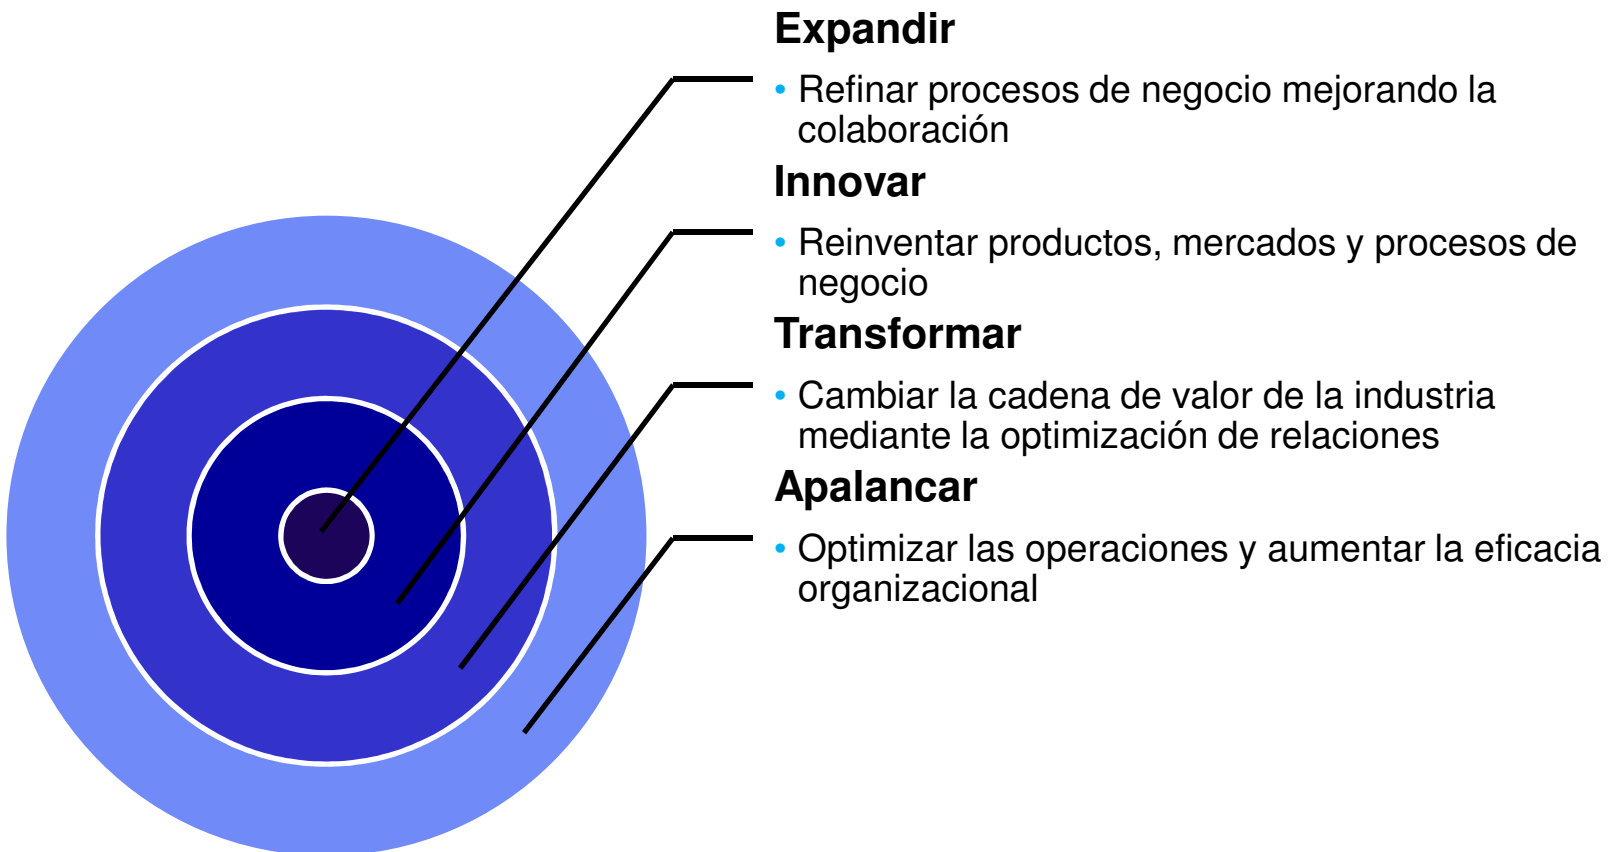 Expandir
• Refinar procesos de negocio mejorando la
colaboración
Innovar
• Reinventar productos, mercados y procesos de
negocio
Transformar
• Cambiar la cadena de valor de la industria
mediante la optimización de relaciones
Apalancar
• Optimizar las operaciones y aumentar la eficacia
organizacional